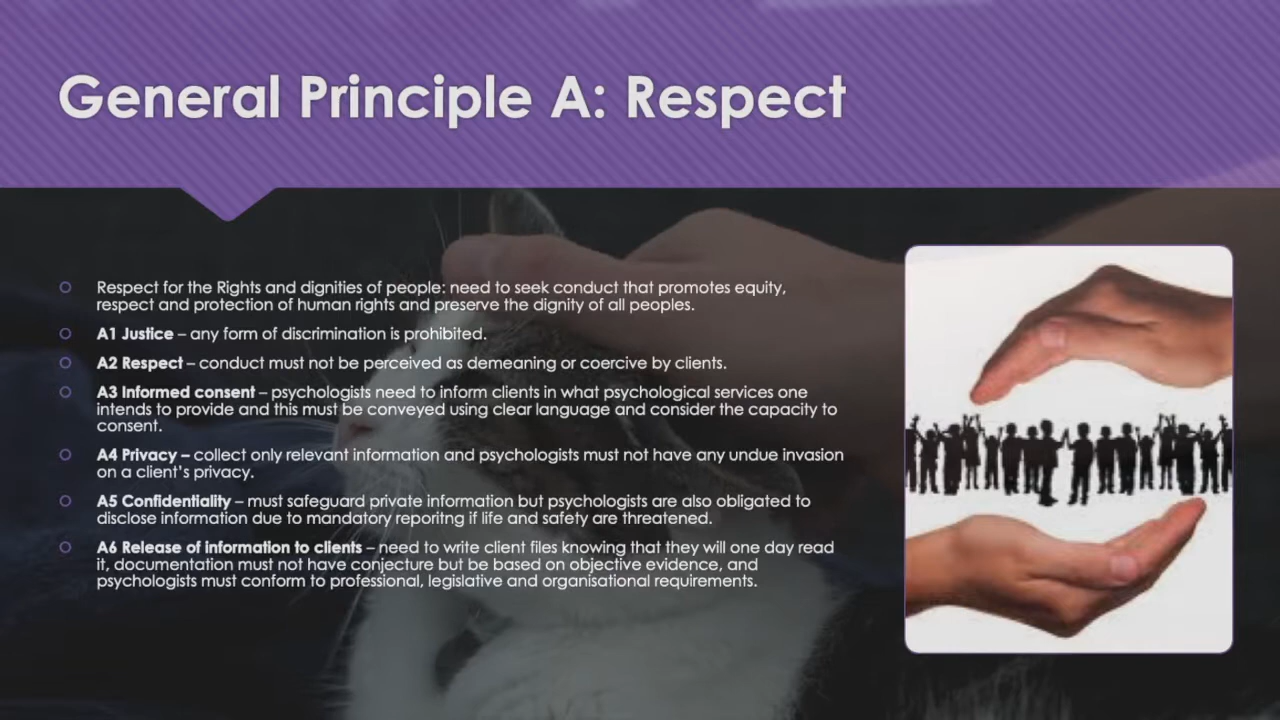 General Principle A: Respect
Respect for the Rights and dignities of people: need to seek conduct that promotes equity,
respect and protection of human rights and preserve the dignity of all peoples.
A1 Justice – any form of discrimination is prohibited.
A2 Respect – conduct must not be perceived as demeaning or coercive by clients.
A3 Informed consent – psychologists need to inform clients in what psychological services one
intends to provide and this must be conveyed using clear language and consider the capacity to
consent.
A4 Privacy – collect only relevant information and psychologists must not have any undue invasion
on a client's privacy.
A5 Confidentiality – must safeguard private information but psychologists are also obligated to
disclose information due to mandatory reporitng if life and safety are threatened.
A6 Release of information to clients – need to write client files knowing that they will one day read
it, documentation must not have conjecture but be based on objective evidence, and
psychologists must conform to professional, legislative and organisational requirements.